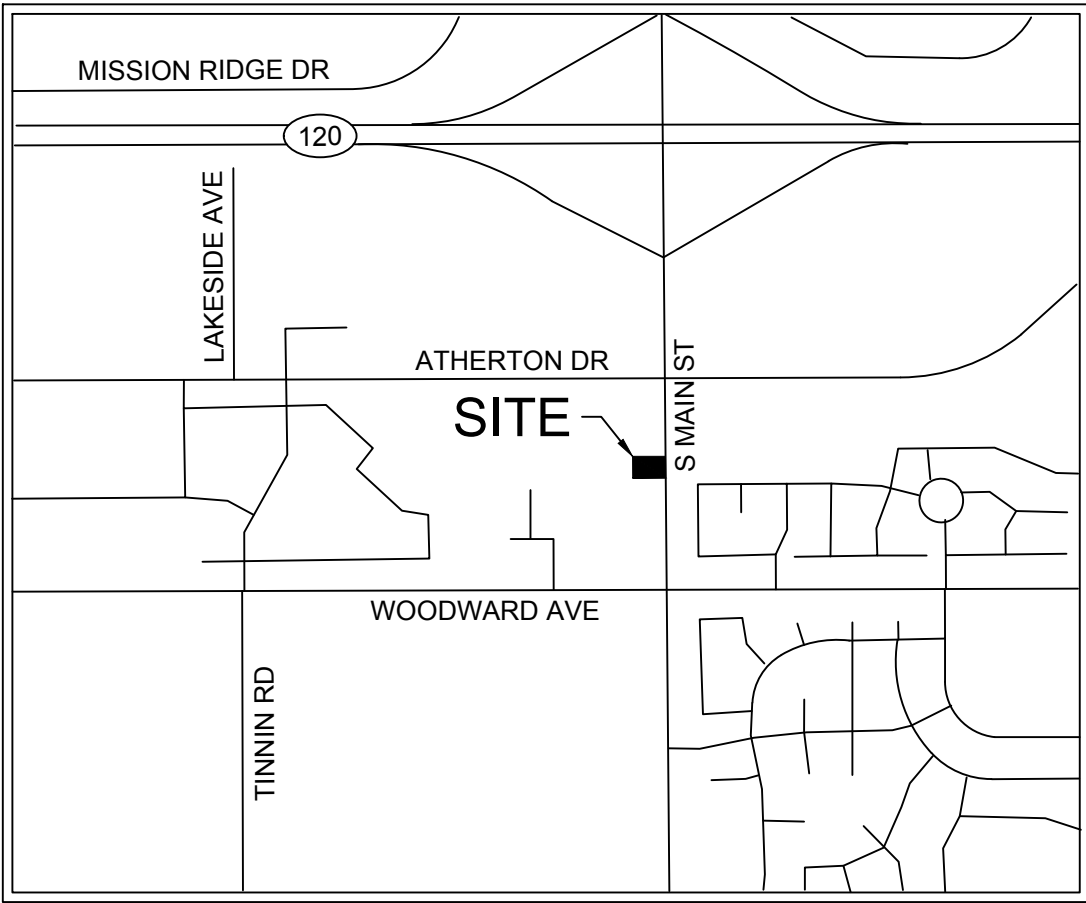 MISSION RIDGE DR
120
LAKESIDE AVE
ATHERTON DR
S MAIN ST
SITE
WOODWARD AVE
TINNIN RD